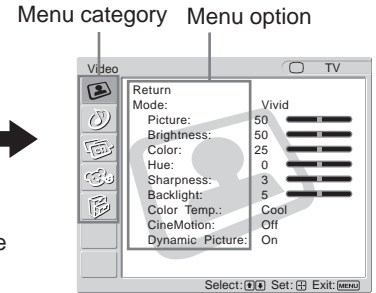 Menu category Menu option
Video TV
Return
Mode: Vivid
Picture: 50
Brightness: 50
Color: 25
Hue: 0
Sharpness: 3
Backlight: 5
Color Temp.: Cool
CineMotion: Off
Dynamic Picture: On
e
Select: Set: Exit: MENU